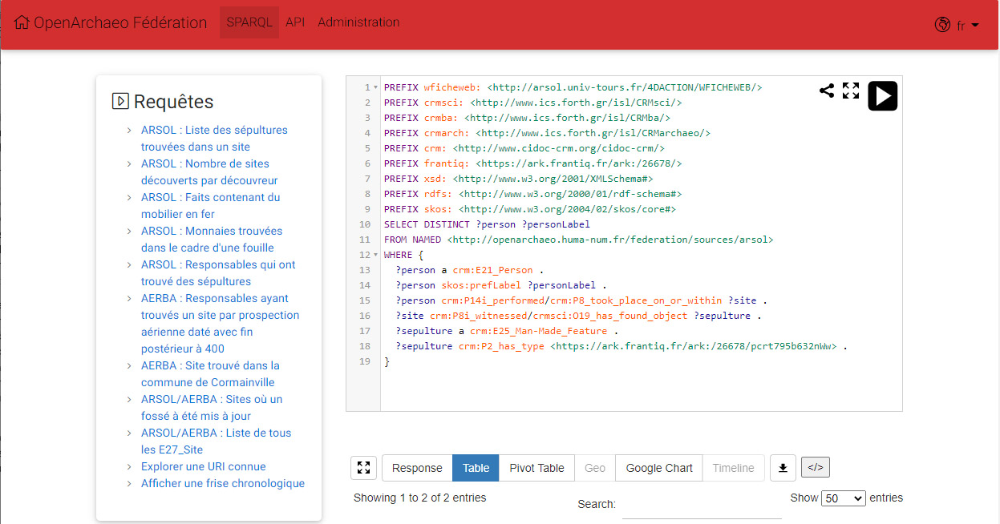 OpenArchaeo Fédération SPARQL API Administration fr
Requêtes
ARSOL : Liste des sépultures
trouvées dans un site
ARSOL : Nombre de sites
découverts par découvreur
ARSOL : Faits contenant du
mobilier en fer
ARSOL : Monnaies trouvées
dans le cadre d'une fouille
ARSOL : Responsables qui ont
trouvé des sépultures
AERBA : Responsables ayant
trouvés un site par prospection
aérienne daté avec fin
postérieur à 400
AERBA : Site trouvé dans la
commune de Cormainville
ARSOL/AERBA : Sites où un
fossé à été mis à jour
ARSOL/AERBA : Liste de tous
les E27_Site
Explorer une URI connue
Afficher une frise chronologique
1 PREFIX wficheweb: <http://arsol.univ-tours.fr/4DACTION/WFICHEWEB/>
2 PREFIX crmsci: <http://www.ics.forth.gr/isl/CRMsci/>
3 PREFIX crmba: <http://www.ics.forth.gr/isl/CRMba/>
4 PREFIX crmarch: <http://www.ics.forth.gr/isl/CRMarchaeo/>
5 PREFIX crm: <http://www.cidoc-crm.org/cidoc-crm/>
6 PREFIX frantiq: <https://ark.frantiq.fr/ark:/26678/>
7 PREFIX xsd: <http://www.w3.org/2001/XMLSchema#>
8 PREFIX rdfs: <http://www.w3.org/2000/01/rdf-schema#>
9 PREFIX skos: <http://www.w3.org/2004/02/skos/core#>
10 SELECT DISTINCT ?person ?personLabel
11 FROM NAMED <http://openarchaeo.huma-num.fr/federation/sources/arsol>
12 WHERE {
13 ?person a crm:E21_Person .
14 ?person skos:prefLabel ?personLabel .
15 ?person crm:P14i_performed/crm:P8_took_place_on_or_within ?site .
16 ?site crm:P8i_witnessed/crmsci:O19_has_found_object ?sepulture .
17 ?sepulture a crm:E25_Man-Made_Feature .
18 ?sepulture crm:P2_has_type <https://ark.frantiq.fr/ark:/26678/pcrt795b632nWw> .
19 }
Response Table Pivot Table Geo Google Chart Timeline </>
Showing 1 to 2 of 2 entries Search: Show 50 entries